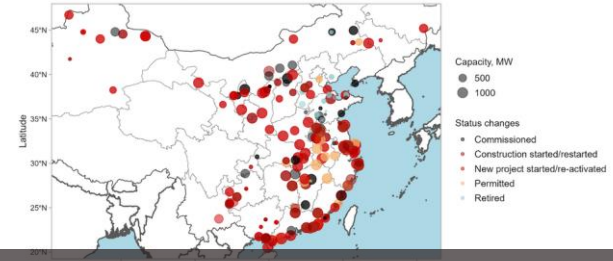 45°N
40°N
Latitude
35°N
30°N
25°N
20°N
Capacity, MW
500
1000
Status changes
Commissioned
Construction started/restarted
New project started/re-activated
Permitted
Retired